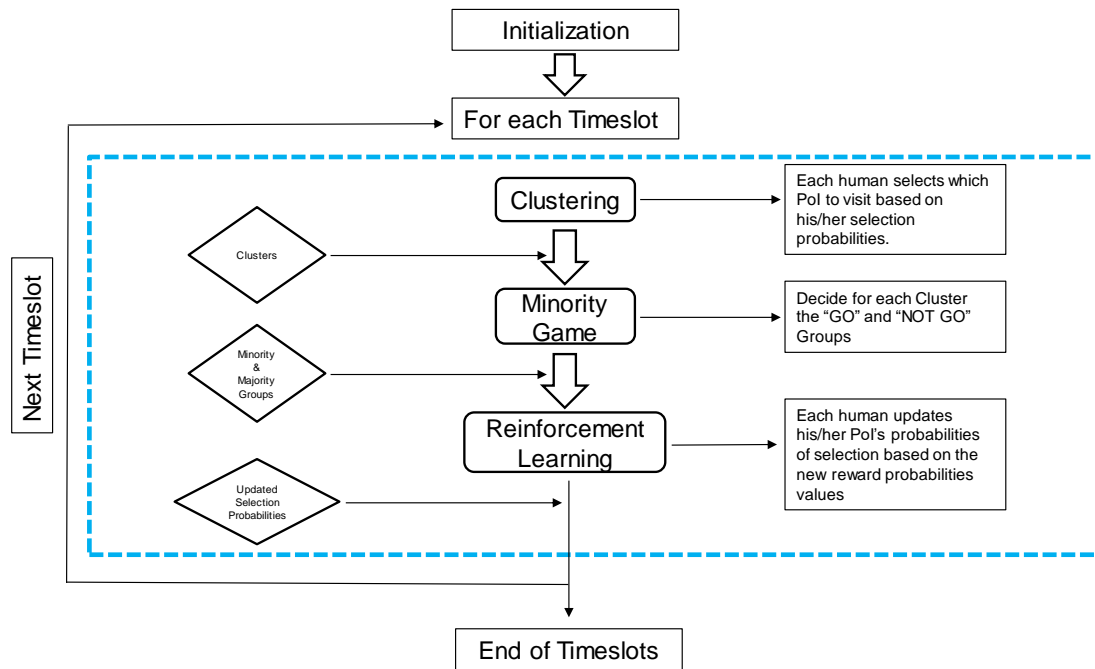 Initialization
For each Timeslot
Clustering
Each human selects which
PoI to visit based on
his/her selection
probabilities.
Clusters
Minority
Game
Decide for each Cluster
the “GO” and “NOT GO”
Groups
Minority
&
Majority
Groups
Reinforcement
Learning
Each human updates
his/her PoI’s probabilities
of selection based on the
new reward probabilities
values
Updated
Selection
Probabilities
Next Timeslot
End of Timeslots